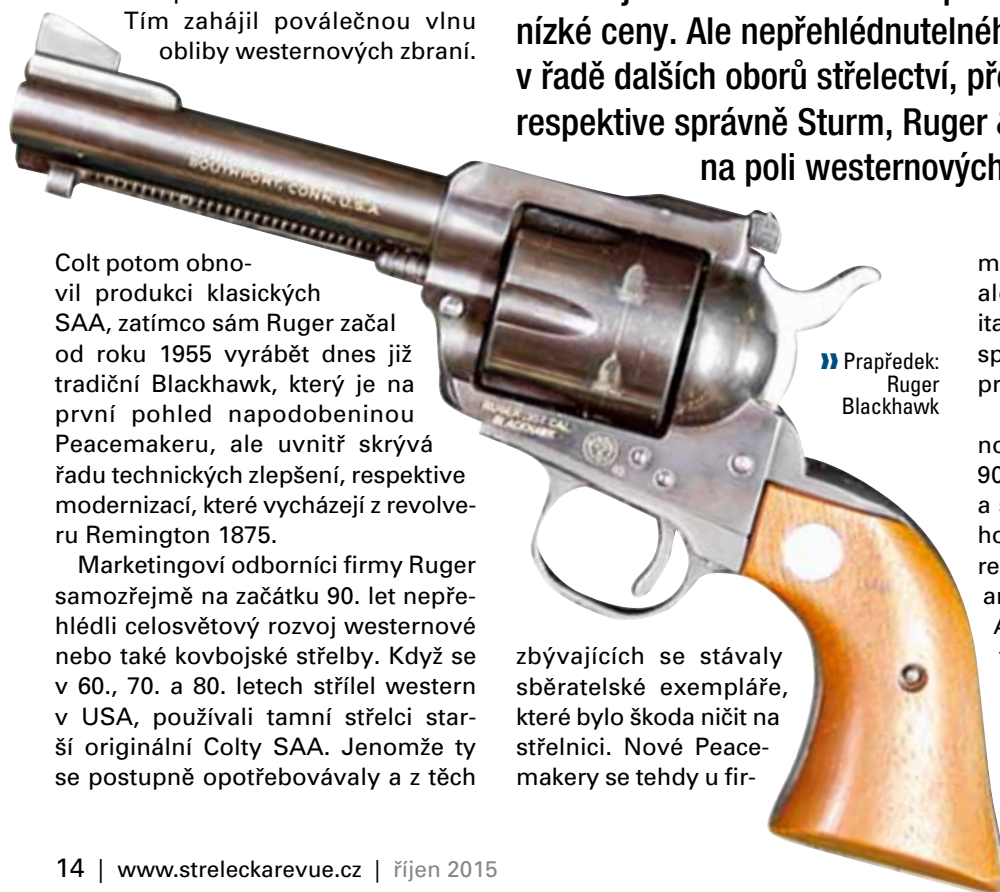 Tím zahájil poválečnou vlnu
obliby westernových zbraní.
nízké ceny. Ale nepřehlédnutelnéh
v řadě dalších oborů střelectví, pře
respektive správně Sturm, Ruger &
na poli westernových
SOUTHPORT, CONN. U.S.A
Colt potom obno-
vil produkci klasických
SAA, zatímco sám Ruger začal
od roku 1955 vyrábět dnes již
tradiční Blackhawk, který je na
první pohled napodobeninou
Peacemakeru, ale uvnitř skrývá
řadu technických zlepšení, respektive
modernizací, které vycházejí z revolve-
ru Remington 1875.
Marketingoví odborníci firmy Ruger
samozřejmě na začátku 90. let nepře-
hlédli celosvětový rozvoj westernové
nebo také kovbojské střelby. Když se
v 60., 70. a 80. letech střílel western
v USA, používali tamní střelci star-
ší originální Colty SAA. Jenomže ty
se postupně opotřebovávaly a z těch
zbývajících se stávaly
sběratelské exempláře,
které bylo škoda ničit na
střelnici. Nové Peace-
makery se tehdy u fir-
Prapředek:
Ruger
Blackhawk
BLACKHAWK
m
ale
ita
sp
pr
no
90
a
ho
re
ar
A
14 | www.streleckarevue.cz | říjen 2015